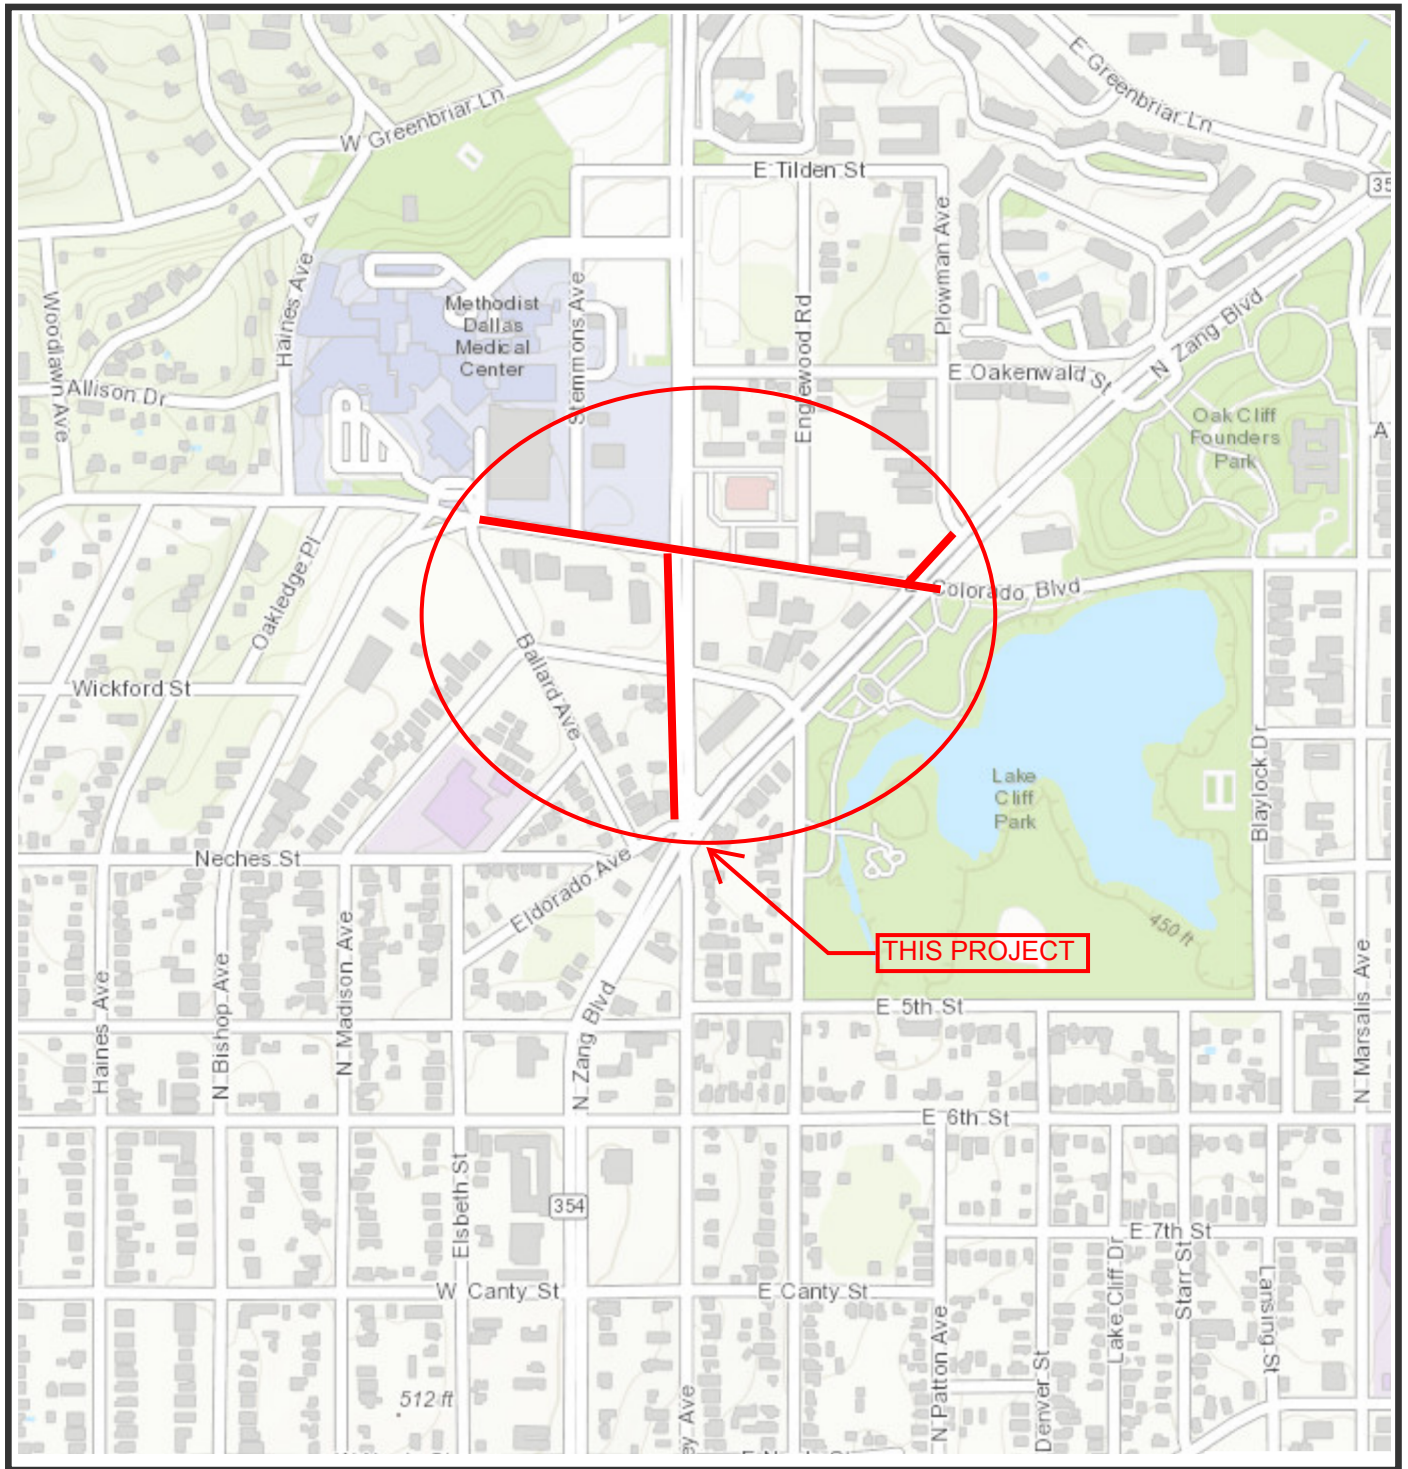 E Greenbriar Ln
W Greenbriar Ln
E Tilden St
35
Woodlawn Ave
Haines Ave
Methodist
Dallas
Medical
Center
Stemmons Ave
Englewood Rd
Plowman Ave
N Zang Blvd
Allison Dr
E Oakenwald St
Oak Cliff
Founders
Park
A
Oakledge Pl
Colorado Blvd
Ballard Ave
Wickford St
Lake
Cliff
Park
Blaylock Dr
Neches St
Eldorado Ave
450 ft
THIS PROJECT
Haines Ave
N Bishop Ave
N Madison Ave
N Zang Blvd
E 5th St
N Marsalis Ave
E 6th St
Elsbeth St
354
E 7th St
Lake Cliff Dr
Starr St
Lansing St
W Canty St
E Canty St
N Patton Ave
Denver St
512 ft
ey Ave